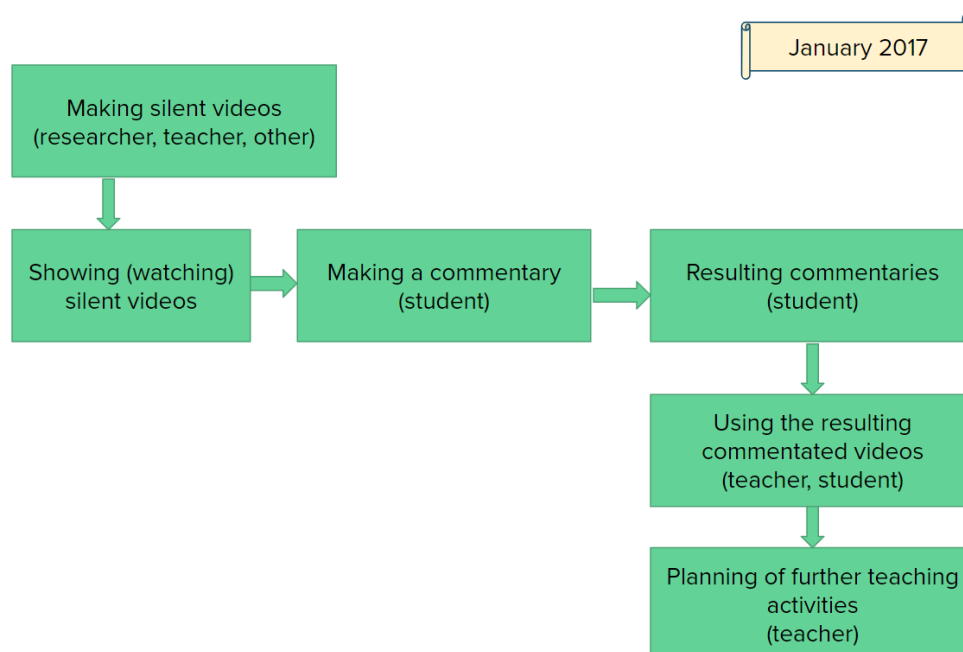 January 2017
Making silent videos
(researcher, teacher, other)
Showing (watching)
silent videos
Making a commentary
(student)
Resulting commentaries
(student)
Using the resulting
commentated videos
(teacher, student)
Planning of further teaching
activities
(teacher)